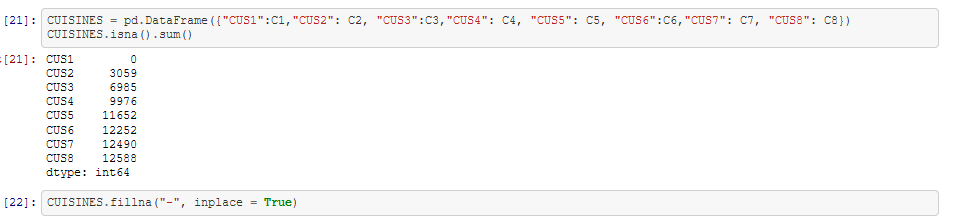 [21]: CUISINES = pd.DataFrame({"CUS1":C1,"CUS2": C2, "CUS3":C3,"CUS4": C4, "CUS5": C5, "CUS6":C6,"CUS7": C7, "CUS8": C8})
CUISINES.isna().sum()
:[21]: CUS1 0
CUS2 3059
CUS3 6985
CUS4 9976
CUS5 11652
CUS6 12252
CUS7 12490
CUS8 12588
dtype: int64
[22]: CUISINES.fillna("-", inplace = True)